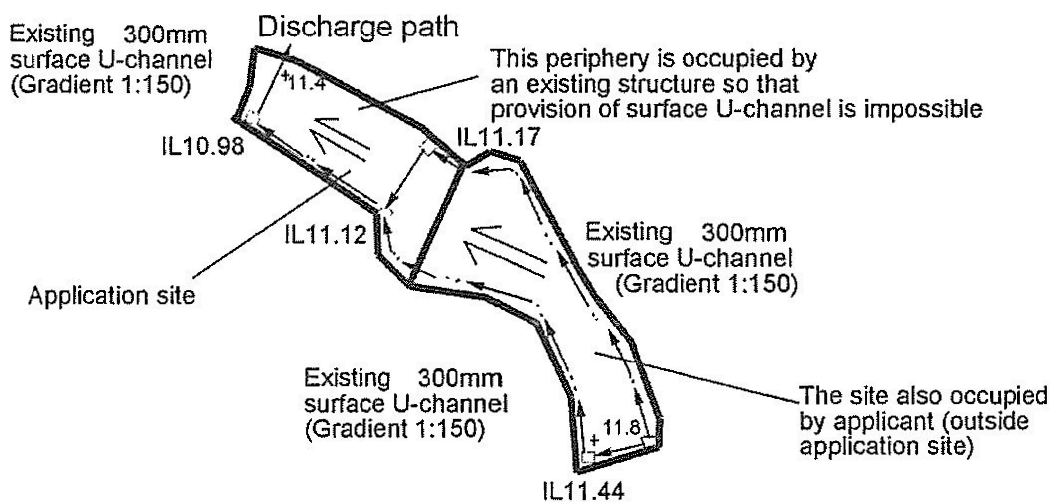 Existing 300mm
surface U-channel
(Gradient 1:150)
Discharge path
This periphery is occupied by
an existing structure so that
provision of surface U-channel is impossible
+11.4
IL11.17
IL10.98
IL11.12
Existing 300mm
surface U-channel
(Gradient 1:150)
Application site
Existing 300mm
surface U-channel
(Gradient 1:150)
The site also occupied
by applicant (outside
application site)
+11.8
IL11.44